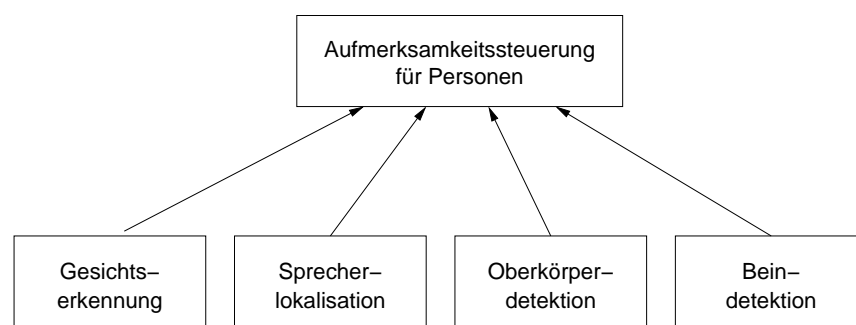 Aufmerksamkeitssteuerung
für Personen
Gesichts–
erkennung
Sprecher–
lokalisation
Oberkörper–
detektion
Bein–
detektion